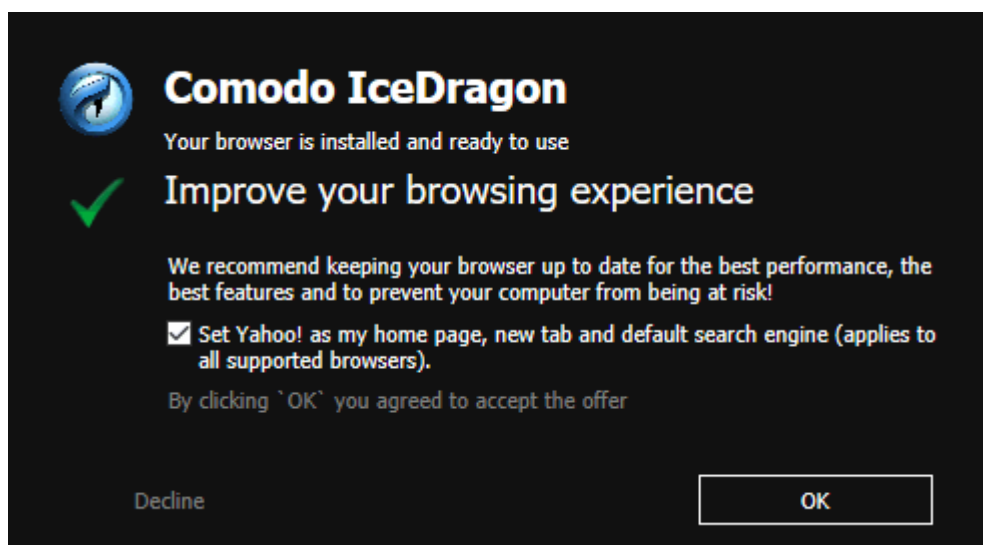 Comodo IceDragon
Your browser is installed and ready to use
Improve your browsing experience
We recommend keeping your browser up to date for the best performance, the
best features and to prevent your computer from being at risk!
Set Yahoo! as my home page, new tab and default search engine (applies to
all supported browsers).
By clicking `OK` you agreed to accept the offer
Decline
OK